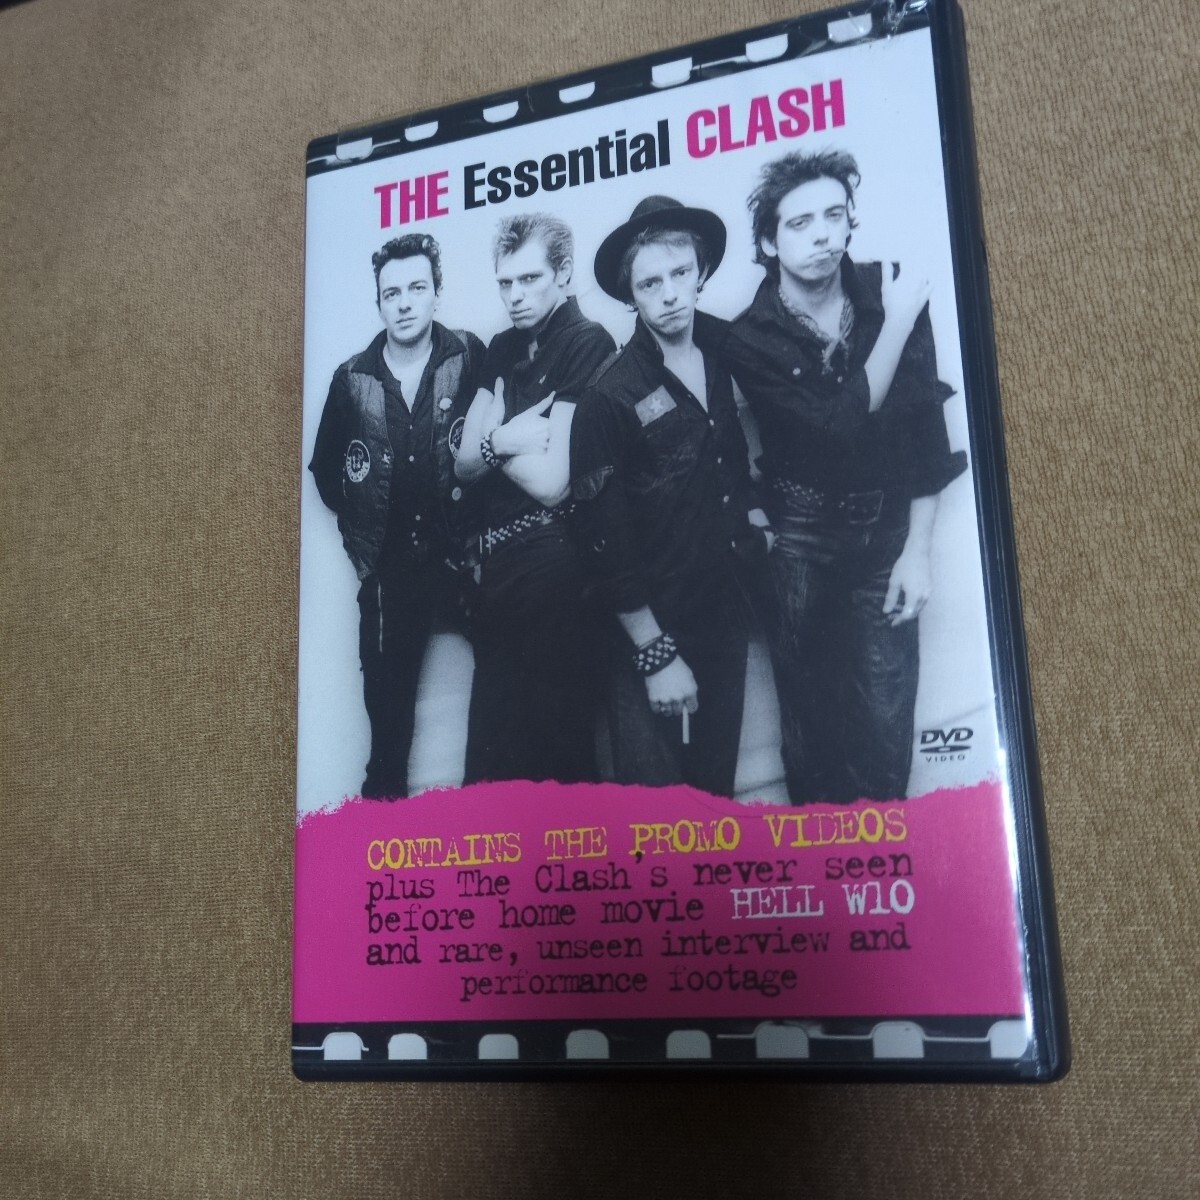 THE Essential CLASH
DVD
VIDEO
CONTAINS THE PROMO VIDEOS
plus The Clash's never seen
before home movie HELL W10
and rare, unseen interview and
performance footage